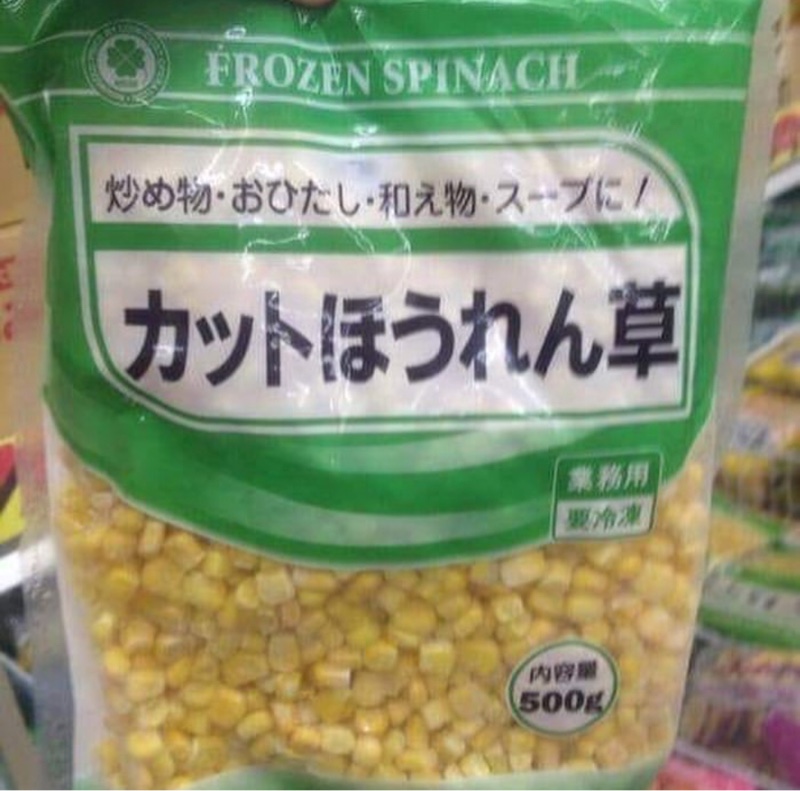 FROZEN SPINACH
炒め物・おひたし・和え物・スープに！
カットほうれん草
業務用
要冷凍
内容量
500g